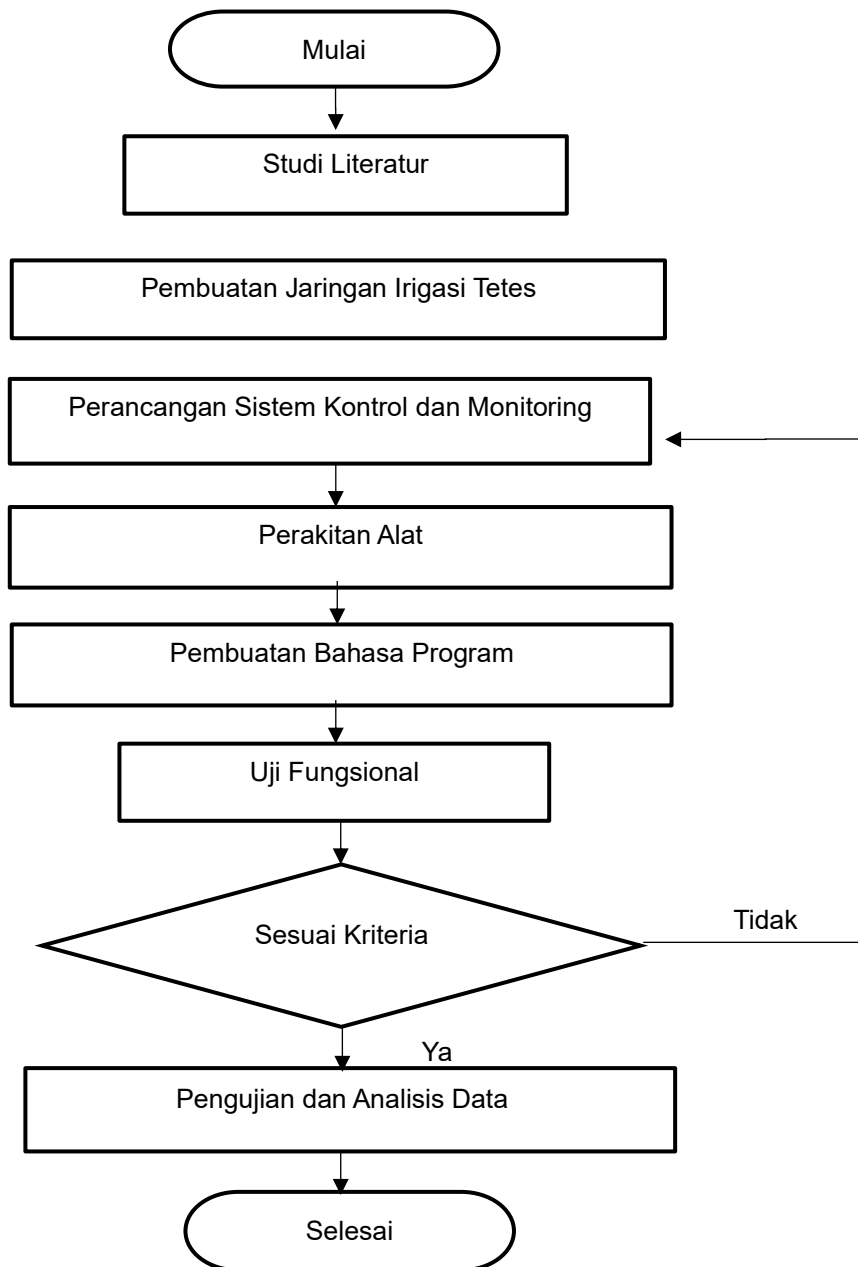 Mulai
Studi Literatur
Pembuatan Jaringan Irigasi Tetes
Perancangan Sistem Kontrol dan Monitoring
Perakitan Alat
Pembuatan Bahasa Program
Uji Fungsional
Sesuai Kriteria
Tidak
Ya
Pengujian dan Analisis Data
Selesai